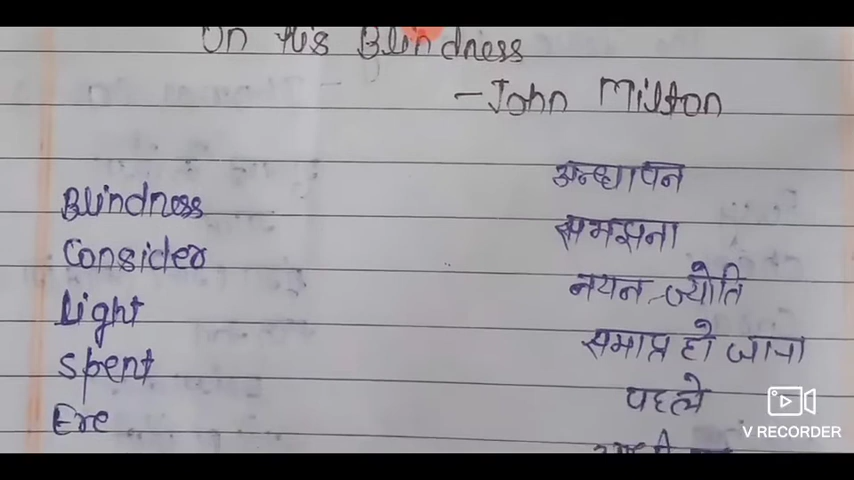 On His Blindness
- John Milton
Blindness अन्धापन
Consider समझना
Light नयन-ज्योति
Spent समाप्त हो जाना
Ere पहले
V RECORDER